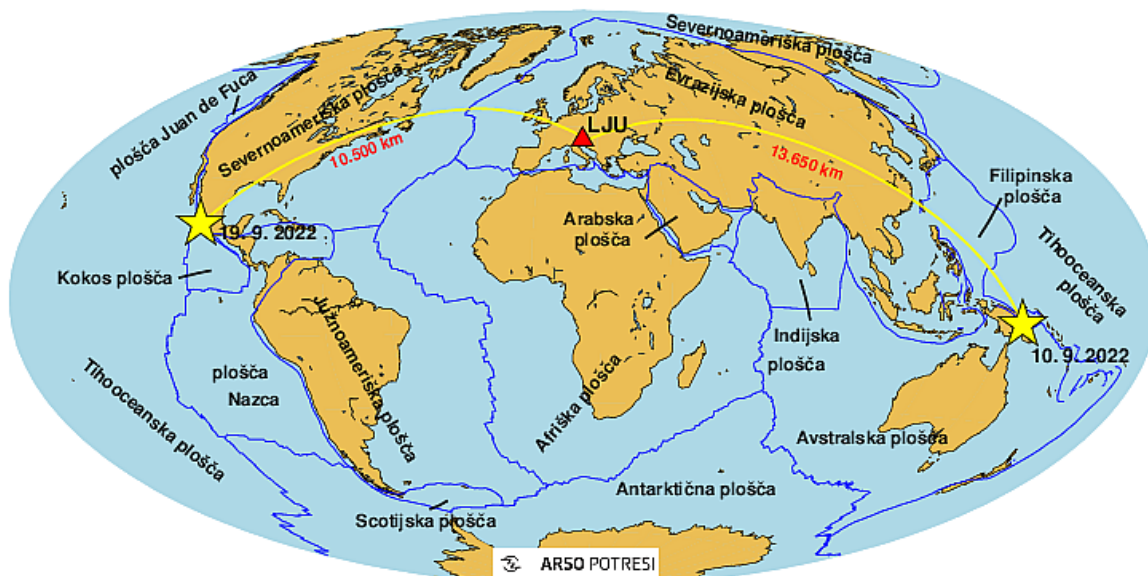 Severnoameriška plošča
plošča Juan de Fuca
Severnoameriška plošča
Evrazijska plošča
LJU
10.500 km
13.650 km
Filipinska
plošča
Arabska
plošča
Tihooceanska
plošča
19. 9. 2022
Kokos plošča
Indijska
plošča
10. 9. 2022
plošča
Nazca
Južnoameriška plošča
Afriška plošča
Tihooceanska plošča
Avstralska plošča
Antarktična plošča
Scotijska plošča
ARSO POTRESI